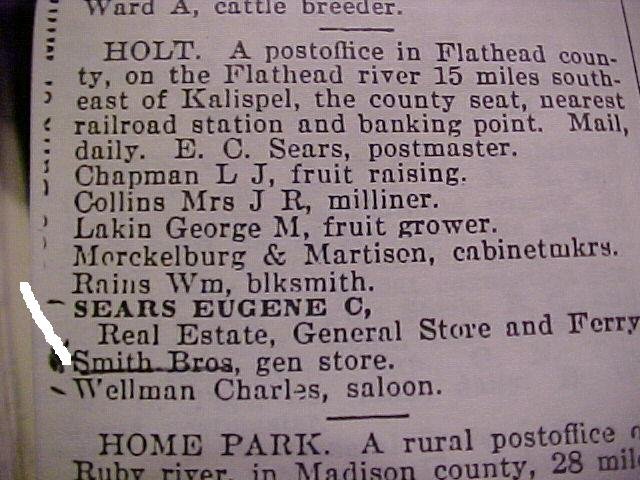 Ward A, cattle breeder.
HOLT. A postoffice in Flathead coun-
ty, on the Flathead river 15 miles south-
east of Kalispel, the county seat, nearest
railroad station and banking point. Mail,
daily. E. C. Sears, postmaster.
Chapman L J, fruit raising.
Collins Mrs J R, milliner.
Lakin George M, fruit grower.
Morckelburg & Martison, cabinetmkrs.
Rains Wm, blksmith.
SEARS EUGENE C,
Real Estate, General Store and Ferry
Smith Bros, gen store.
Wellman Charles, saloon.
HOME PARK. A rural postoffice
Ruby river, in Madison county, 28